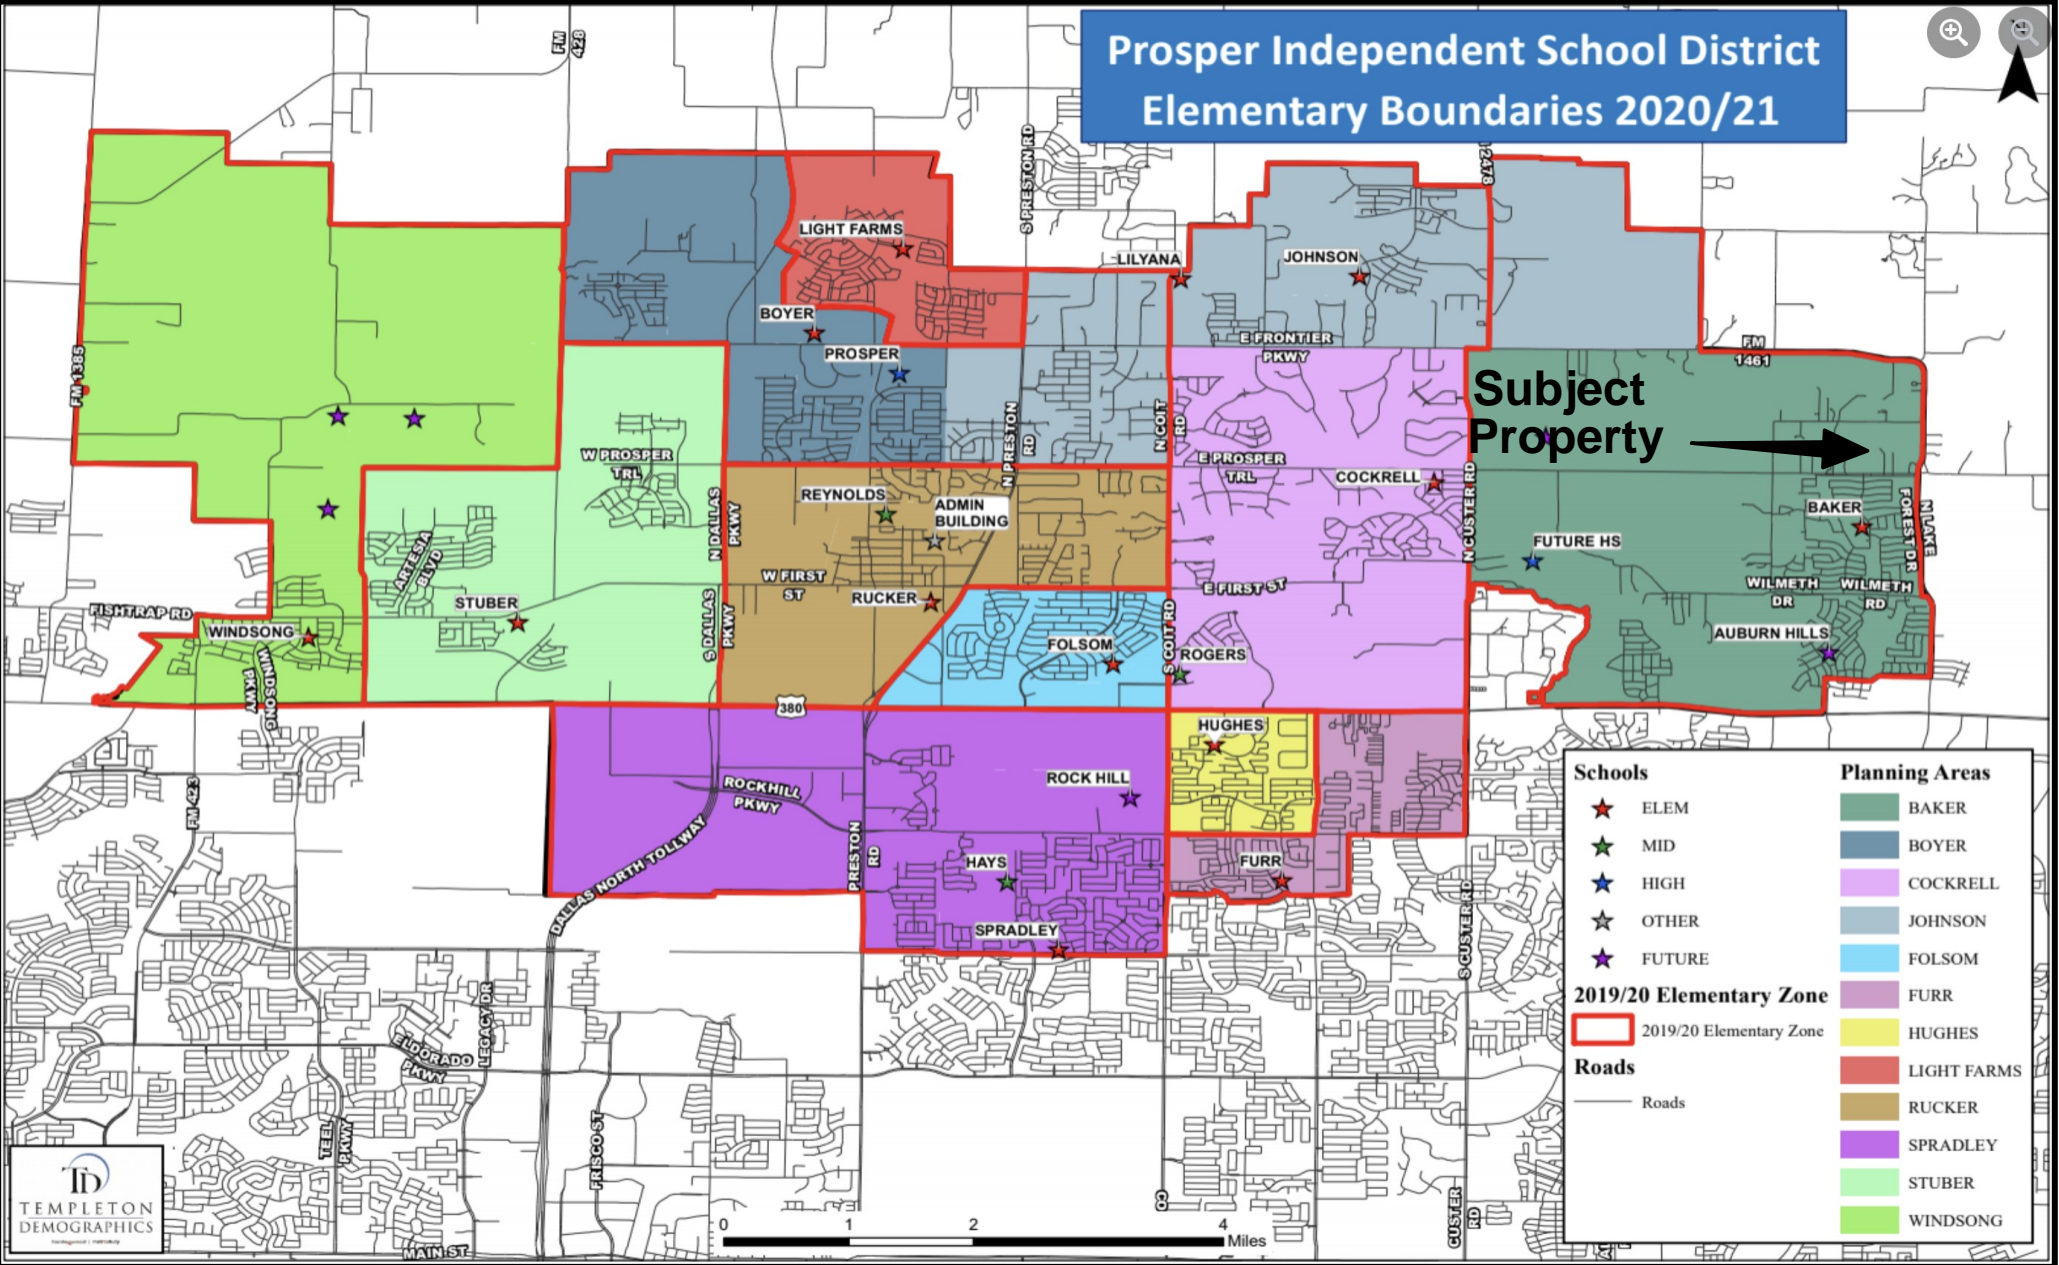 Prosper Independent School District
Elementary Boundaries 2020/21
FM
428
S PRESTON RD
2478
LIGHT FARMS
LILYANA
JOHNSON
BOYER
E FRONTIER
PKWY
FM
1461
PROSPER
FM 1385
Subject
Property
N PRESTON
RD
N COIT
RD
W PROSPER
TRL
E PROSPER
TRL
COCKRELL
N CUSTER RD
REYNOLDS
ADMIN
BUILDING
N DALLAS
PKWY
BAKER
N LAKE
FOREST DR
ARTESIA
BLVD
FUTURE HS
W FIRST
ST
E FIRST ST
WILMETH
DR
WILMETH
RD
FISHTRAP RD
STUBER
RUCKER
S DALLAS
PKWY
WINDSONG
WINDSONG
PKWY
FOLSOM
S COIT RD
ROGERS
AUBURN HILLS
380
HUGHES
FM 423
ROCKHILL
PKWY
ROCK HILL
DALLAS NORTH TOLLWAY
PRESTON
RD
HAYS
FURR
SPRADLEY
S CUSTER RD
LEGACY DR
ELDORADO
PKWY
TEEL
PKWY
FRISCO ST
CO
CUSTER
RD
MAIN ST
Schools
ELEM
MID
HIGH
OTHER
FUTURE
2019/20 Elementary Zone
2019/20 Elementary Zone
Roads
Roads
Planning Areas
BAKER
BOYER
COCKRELL
JOHNSON
FOLSOM
FURR
HUGHES
LIGHT FARMS
RUCKER
SPRADLEY
STUBER
WINDSONG
TD
TEMPLETON
DEMOGRAPHICS
0 1 2 4
Miles